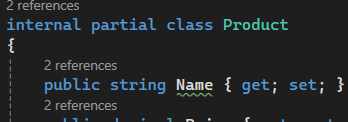 2 references
internal partial class Product
{
2 references
public string Name { get; set; }
2 references